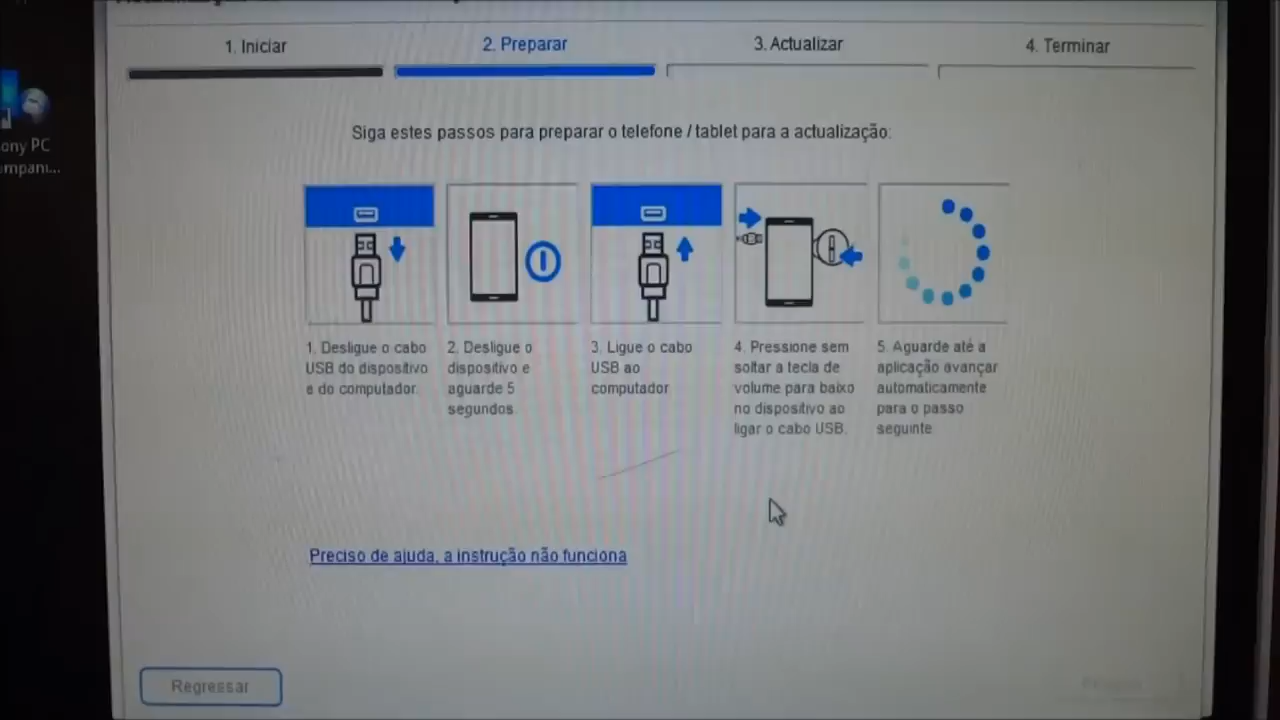 1. Iniciar
2. Preparar
3. Actualizar
4. Terminar
ony PC
mpani...
Siga estes passos para preparar o telefone / tablet para a actualização:
1. Desligue o cabo
USB do dispositivo
e do computador.
2. Desligue o
dispositivo e
aguarde 5
segundos.
3. Ligue o cabo
USB ao
computador
4. Pressione sem
soltar a tecla de
volume para baixo
no dispositivo ao
ligar o cabo USB.
5. Aguarde até a
aplicação avançar
automaticamente
para o passo
seguinte
Preciso de ajuda, a instrução não funciona
Regressar